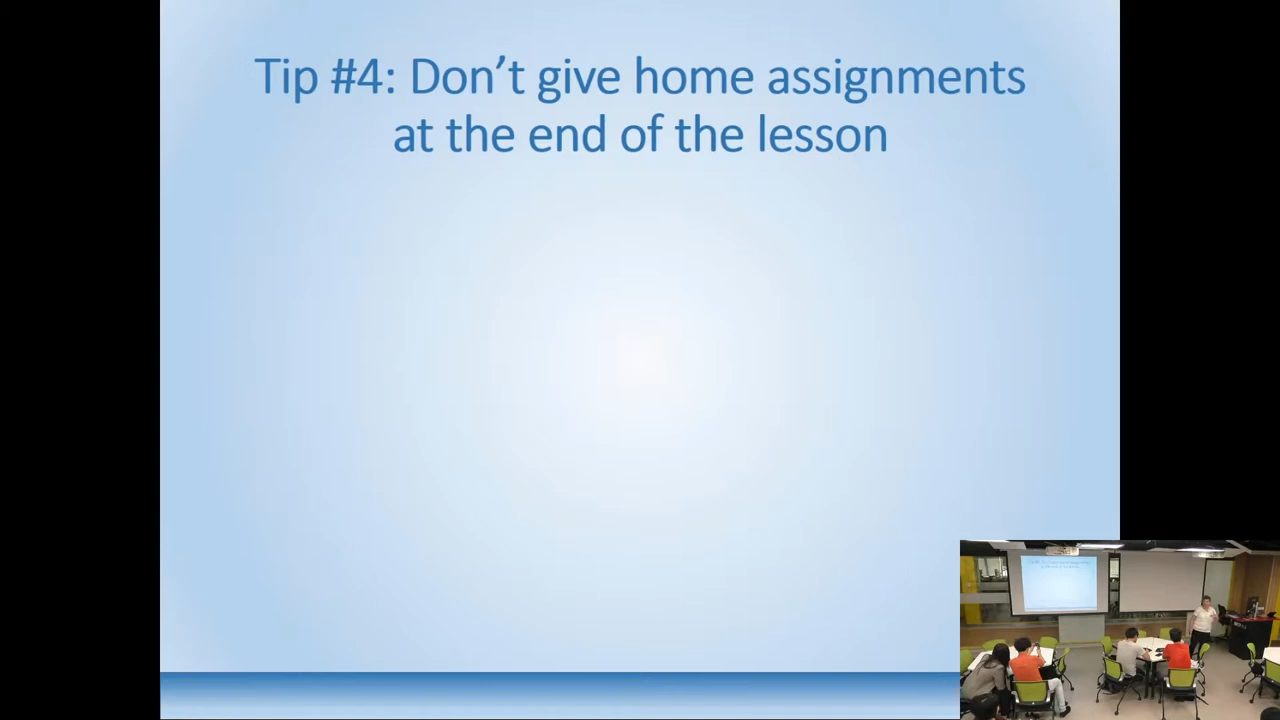 Tip #4: Don’t give home assignments
at the end of the lesson